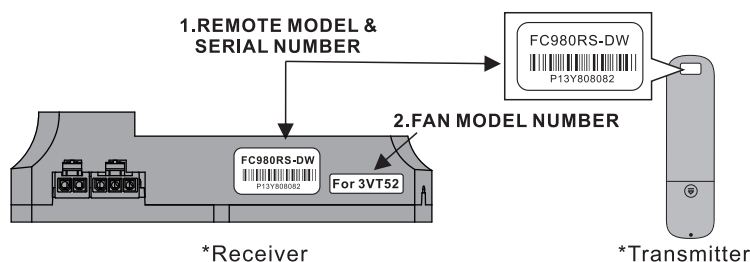 1.REMOTE MODEL &
SERIAL NUMBER
FC980RS-DW
P13Y808082
2.FAN MODEL NUMBER
FC980RS-DW
P13Y808082
For 3VT52
*Receiver
*Transmitter